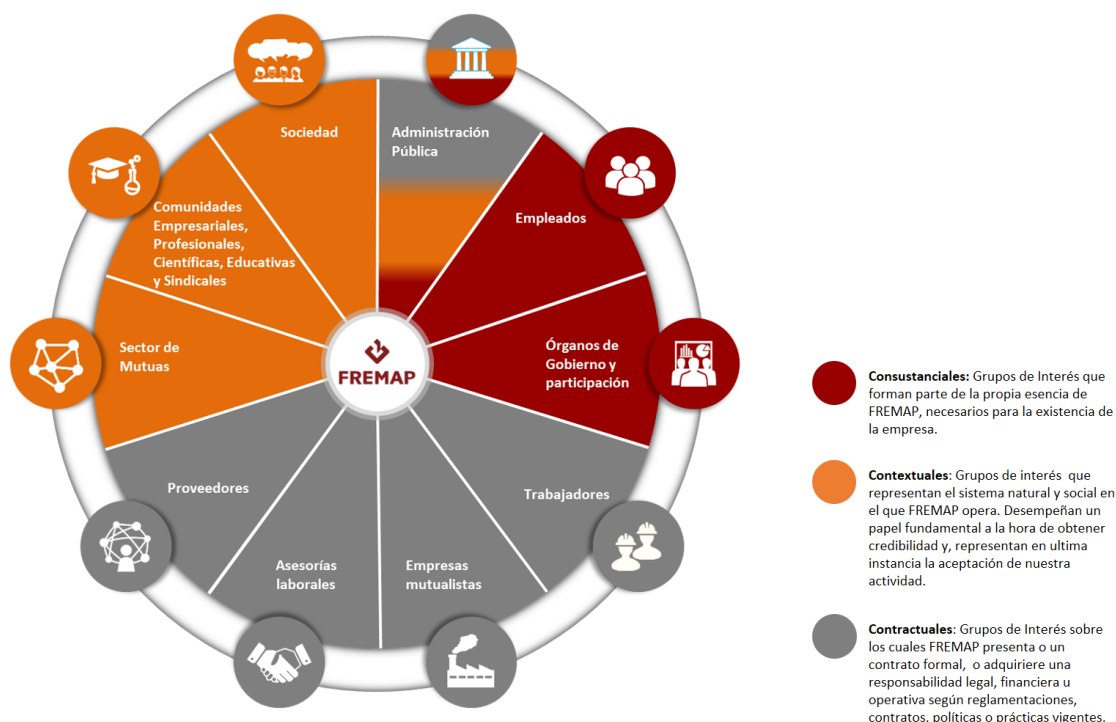 Sociedad
Administración
Pública
Empleados
Órganos de
Gobierno y
participación
Trabajadores
Empresas
mutualistas
Asesorías
laborales
Proveedores
Sector de
Mutuas
Comunidades
Empresariales,
Profesionales,
Científicas, Educativas
y Sindicales
FREMAP
Consustanciales: Grupos de Interés que
forman parte de la propia esencia de
FREMAP, necesarios para la existencia de
la empresa.
Contextuales: Grupos de interés que
representan el sistema natural y social en
el que FREMAP opera. Desempeñan un
papel fundamental a la hora de obtener
credibilidad y, representan en ultima
instancia la aceptación de nuestra
actividad.
Contractuales: Grupos de Interés sobre
los cuales FREMAP presenta o un
contrato formal, o adquiriere una
responsabilidad legal, financiera u
operativa según reglamentaciones,
contratos, políticas o prácticas vigentes.